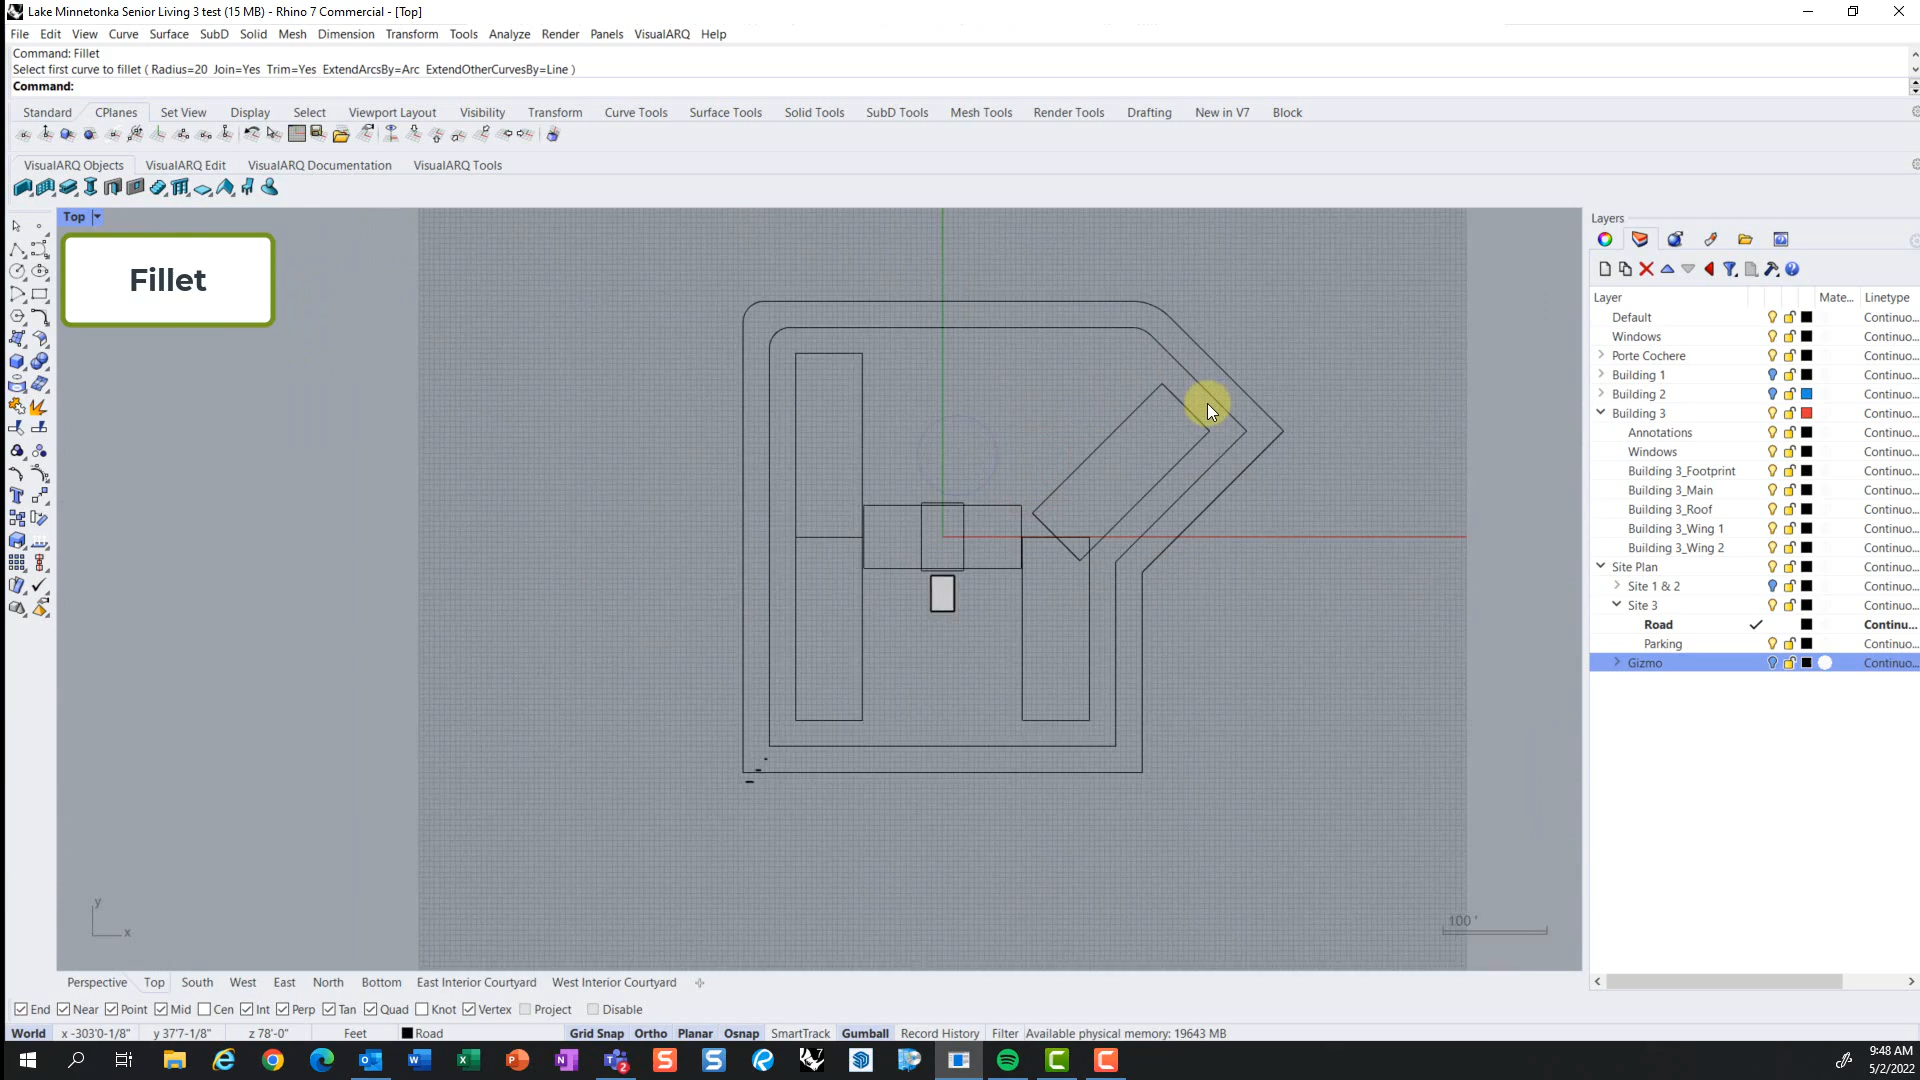 Lake Minnetonka Senior Living 3 test (15 MB) - Rhino 7 Commercial - [Top]
File Edit View Curve Surface SubD Solid Mesh Dimension Transform Tools Analyze Render Panels VisualARQ Help
Command: Fillet
Select first curve to fillet ( Radius=20 Join=Yes Trim=Yes ExtendArcsBy=Arc ExtendOtherCurvesBy=Line )
Command:
Standard CPlanes Set View Display Select Viewport Layout Visibility Transform Curve Tools Surface Tools Solid Tools SubD Tools Mesh Tools Render Tools Drafting New in V7 Block
VisualARQ Objects VisualARQ Edit VisualARQ Documentation VisualARQ Tools
Top
Fillet
Layers
Layer Mate... Linetype
Default Continuo...
Windows Continuo...
Porte Cochere Continuo...
Building 1 Continuo...
Building 2 Continuo...
Building 3 Continuo...
Annotations Continuo...
Windows Continuo...
Building 3_Footprint Continuo...
Building 3_Main Continuo...
Building 3_Roof Continuo...
Building 3_Wing 1 Continuo...
Building 3_Wing 2 Continuo...
Site Plan Continuo...
Site 1 & 2 Continuo...
Site 3 Continuo...
Road Continu...
Parking Continuo...
Gizmo Continuo...
y
x
100 '
Perspective Top South West East North Bottom East Interior Courtyard West Interior Courtyard
End Near Point Mid Cen Int Perp Tan Quad Knot Vertex Project Disable
World x -303'0-1/8" y 37'7-1/8" z 78'-0" Feet Road Grid Snap Ortho Planar Osnap SmartTrack Gumball Record History Filter Available physical memory: 19643 MB
9:48 AM
5/2/2022